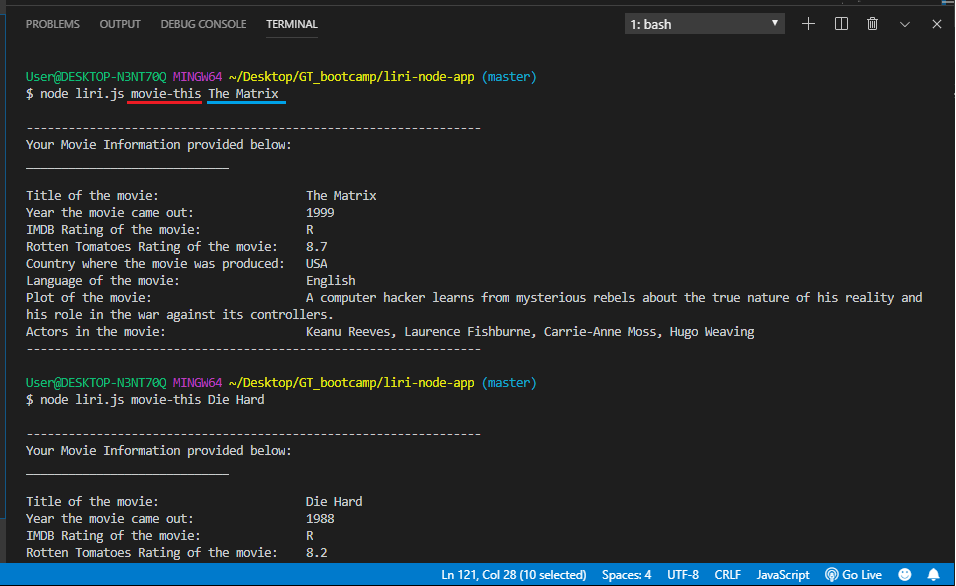 PROBLEMS OUTPUT DEBUG CONSOLE TERMINAL 1: bash
User@DESKTOP-N3NT70Q MINGW64 ~/Desktop/GT_bootcamp/liri-node-app (master)
$ node liri.js movie-this The Matrix
-----------------------------------------------------------------
Your Movie Information provided below:
_____________________________
Title of the movie: The Matrix
Year the movie came out: 1999
IMDB Rating of the movie: R
Rotten Tomatoes Rating of the movie: 8.7
Country where the movie was produced: USA
Language of the movie: English
Plot of the movie: A computer hacker learns from mysterious rebels about the true nature of his reality and
his role in the war against its controllers.
Actors in the movie: Keanu Reeves, Laurence Fishburne, Carrie-Anne Moss, Hugo Weaving
-----------------------------------------------------------------
User@DESKTOP-N3NT70Q MINGW64 ~/Desktop/GT_bootcamp/liri-node-app (master)
$ node liri.js movie-this Die Hard
-----------------------------------------------------------------
Your Movie Information provided below:
_____________________________
Title of the movie: Die Hard
Year the movie came out: 1988
IMDB Rating of the movie: R
Rotten Tomatoes Rating of the movie: 8.2
Ln 121, Col 28 (10 selected) Spaces: 4 UTF-8 CRLF JavaScript Go Live